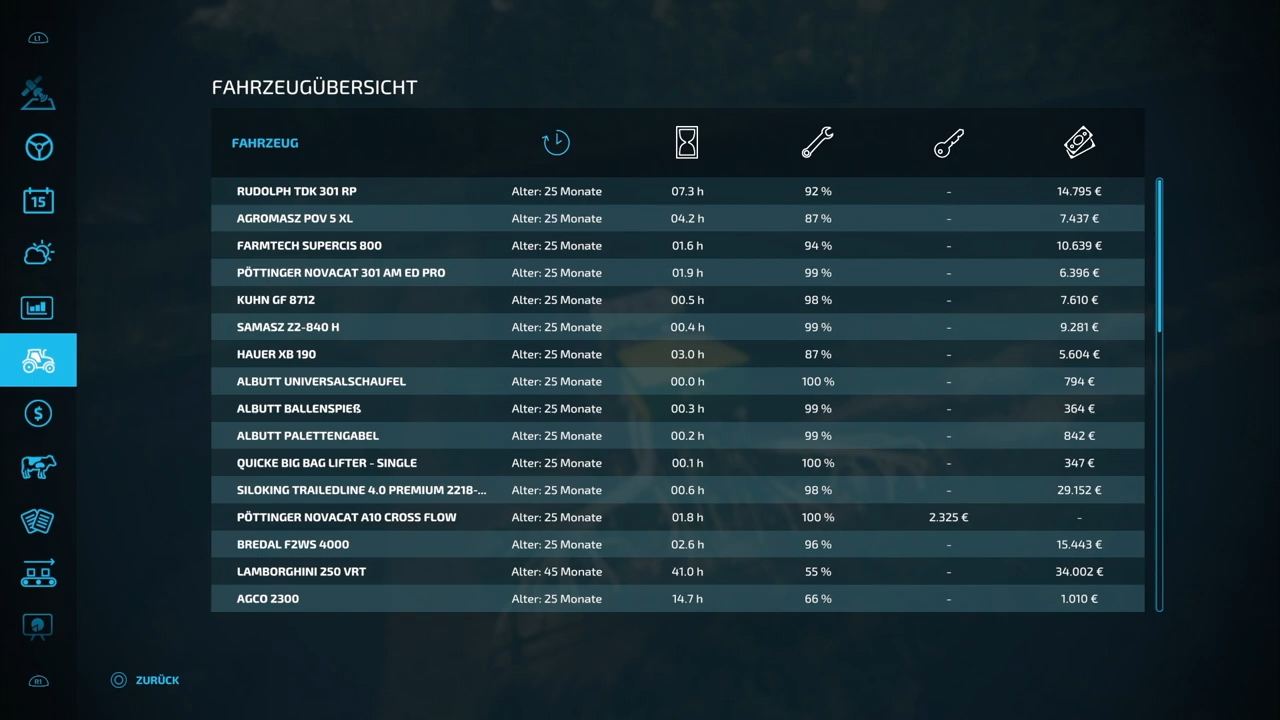 L1
FAHRZEUGÜBERSICHT
FAHRZEUG
RUDOLPH TDK 301 RP Alter: 25 Monate 07.3 h 92 % - 14.795 €
AGROMASZ POV 5 XL Alter: 25 Monate 04.2 h 87 % - 7.437 €
FARMTECH SUPERCIS 800 Alter: 25 Monate 01.6 h 94 % - 10.639 €
PÖTTINGER NOVACAT 301 AM ED PRO Alter: 25 Monate 01.9 h 99 % - 6.396 €
KUHN GF 8712 Alter: 25 Monate 00.5 h 98 % - 7.610 €
SAMASZ Z2-840 H Alter: 25 Monate 00.4 h 99 % - 9.281 €
HAUER XB 190 Alter: 25 Monate 03.0 h 87 % - 5.604 €
ALBUTT UNIVERSALSCHAUFEL Alter: 25 Monate 00.0 h 100 % - 794 €
ALBUTT BALLENSPIEß Alter: 25 Monate 00.3 h 99 % - 364 €
ALBUTT PALETTENGABEL Alter: 25 Monate 00.2 h 99 % - 842 €
QUICKE BIG BAG LIFTER - SINGLE Alter: 25 Monate 00.1 h 100 % - 347 €
SILOKING TRAILEDLINE 4.0 PREMIUM 2218-... Alter: 25 Monate 00.6 h 98 % - 29.152 €
PÖTTINGER NOVACAT A10 CROSS FLOW Alter: 25 Monate 01.8 h 100 % 2.325 € -
BREDAL F2WS 4000 Alter: 25 Monate 02.6 h 96 % - 15.443 €
LAMBORGHINI 250 VRT Alter: 45 Monate 41.0 h 55 % - 34.002 €
AGCO 2300 Alter: 25 Monate 14.7 h 66 % - 1.010 €
15
$
R1
ZURÜCK